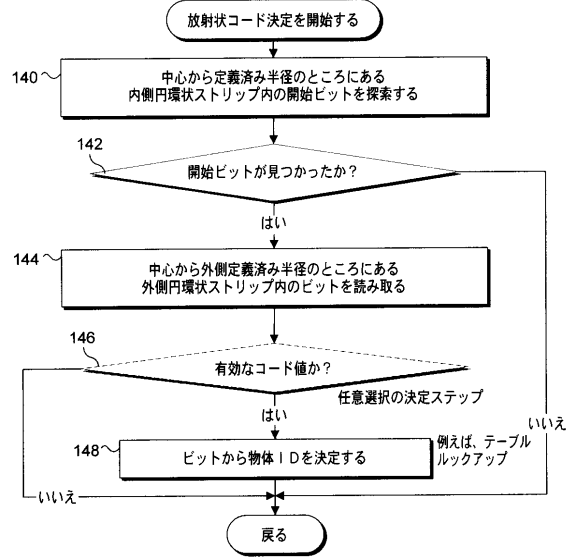 放射状コード決定を開始する
140
中心から定義済み半径のところにある
内側円環状ストリップ内の開始ビットを探索する
142
開始ビットが見つかったか?
はい
144
中心から外側定義済み半径のところにある
外側円環状ストリップ内のビットを読み取る
146
有効なコード値か?
任意選択の決定ステップ
はい
いいえ
148
ビットから物体IDを決定する
例えば、テーブル
ルックアップ
いいえ
戻る